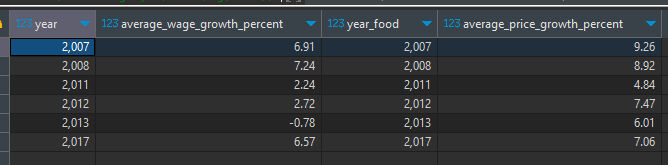 123 year 123 average_wage_growth_percent 123 year_food 123 average_price_growth_percent
2,007 6.91 2,007 9.26
2,008 7.24 2,008 8.92
2,011 2.24 2,011 4.84
2,012 2.72 2,012 7.47
2,013 -0.78 2,013 6.01
2,017 6.57 2,017 7.06